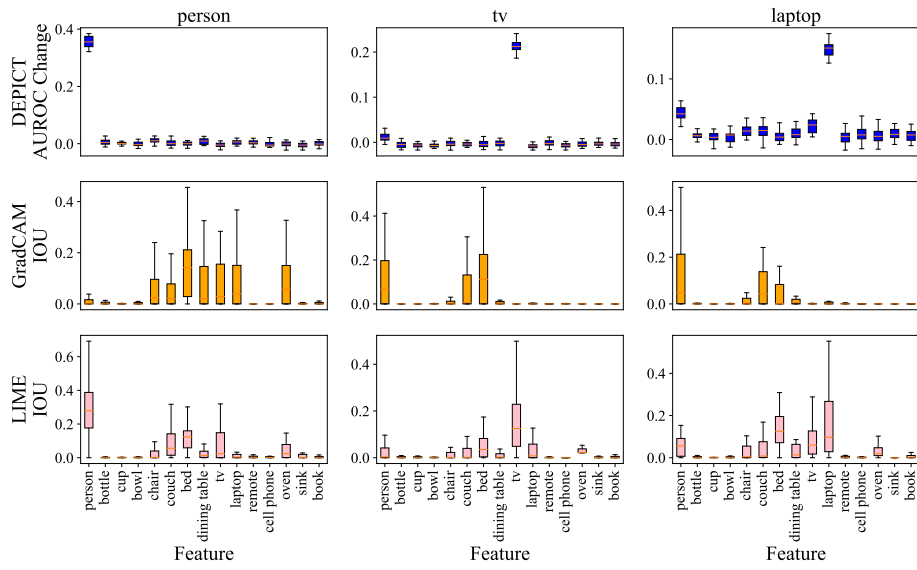 person tv laptop
DEPICT
AUROC Change
0.4
0.2
0.0
0.2
0.1
0.0
0.1
0.0
GradCAM
IOU
0.4
0.2
0.0
0.4
0.2
0.0
0.4
0.2
0.0
LIME
IOU
0.6
0.4
0.2
0.0
0.4
0.2
0.0
0.4
0.2
0.0
person
bottle
cup
bowl
chair
couch
bed
dining table
tv
laptop
remote
cell phone
oven
sink
book
person
bottle
cup
bowl
chair
couch
bed
dining table
tv
laptop
remote
cell phone
oven
sink
book
person
bottle
cup
bowl
chair
couch
bed
dining table
tv
laptop
remote
cell phone
oven
sink
book
Feature Feature Feature